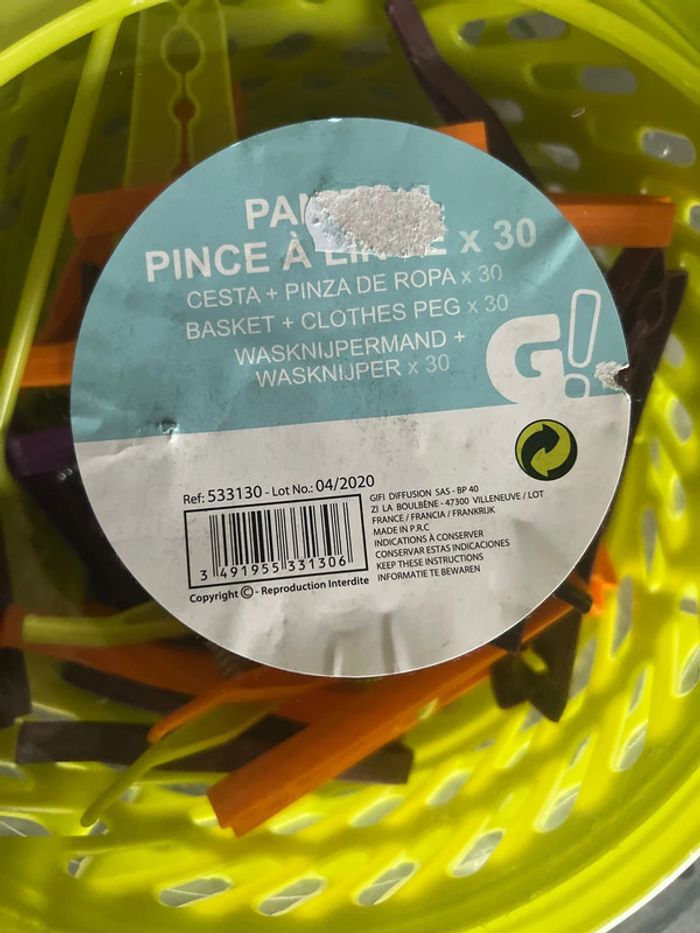 PINCE À x 30
CESTA + PINZA DE ROPA x 30
BASKET + CLOTHES PEG x 30
WASKNIJPERMAND +
WASKNIJPER x 30
G!
Ref: 533130 - Lot No.: 04/2020
3 491955 331306
Copyright © - Reproduction Interdite
GIFI DIFFUSION SAS - BP 40
ZI LA BOULBÈNE - 47300 VILLENEUVE / LOT
FRANCE / FRANCIA / FRANKRIJK
MADE IN P.R.C
INDICATIONS À CONSERVER
CONSERVAR ESTAS INDICACIONES
KEEP THESE INSTRUCTIONS
INFORMATIE TE BEWAREN